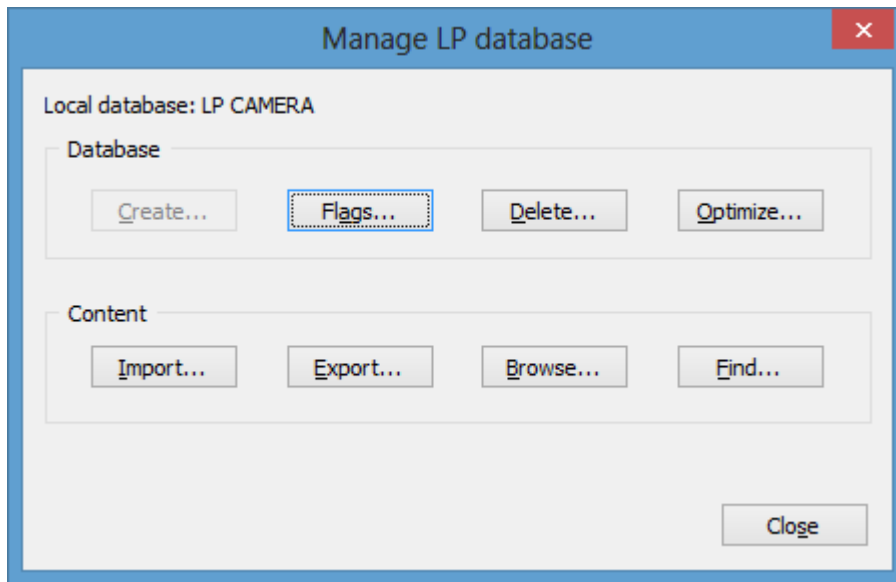 Manage LP database
Local database: LP CAMERA
Database
Create... Flags... Delete... Optimize...
Content
Import... Export... Browse... Find...
Close